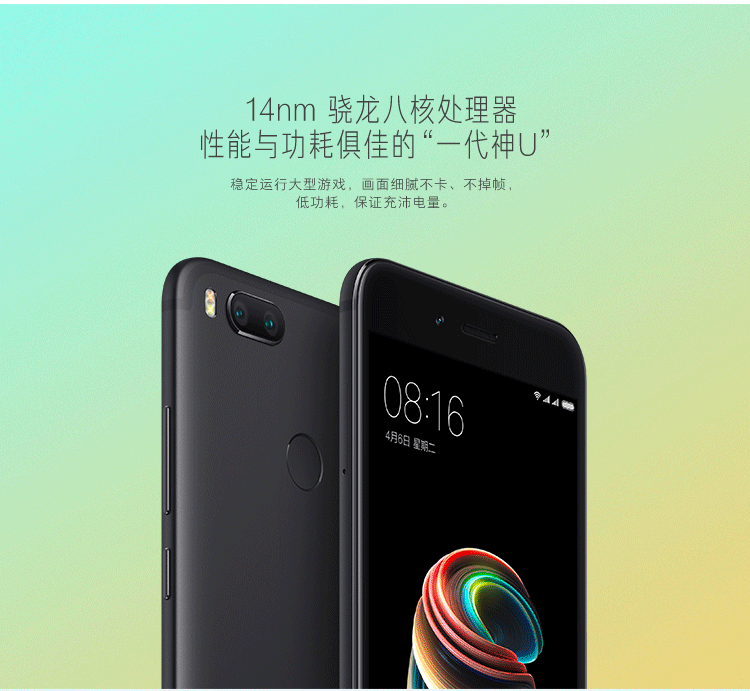 14nm 骁龙八核处理器
性能与功耗俱佳的“一代神U”
稳定运行大型游戏，画面细腻不卡、不掉帧，
低功耗，保证充沛电量。
08:16
4月6日 星期二